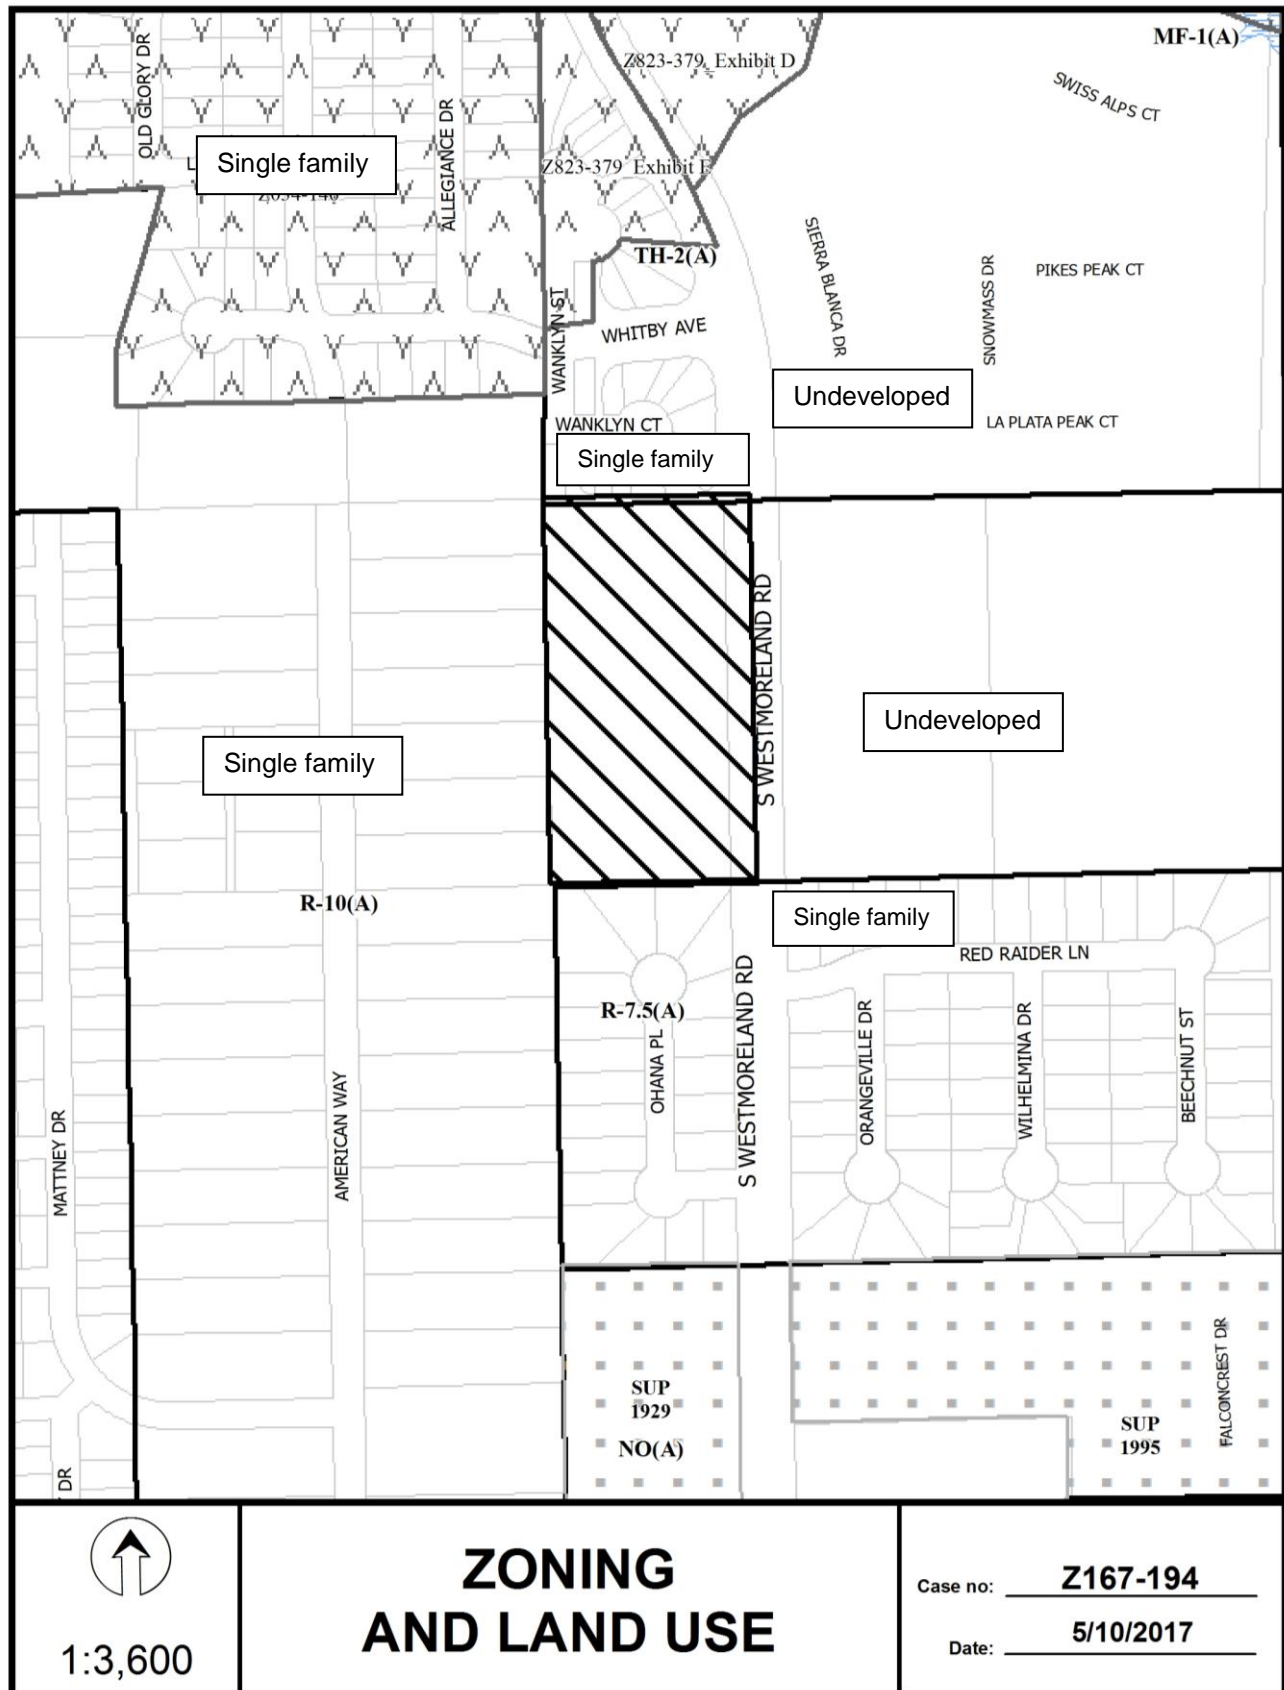 MF-1(A)
Z823-379 Exhibit D
SWISS ALPS CT
OLD GLORY DR
ALLEGIANCE DR
Single family
Z823-379 Exhibit E
TH-2(A)
SIERRA BLANCA DR
SNOWMASS DR
PIKES PEAK CT
WANKLYN ST
WHITBY AVE
Undeveloped
LA PLATA PEAK CT
WANKLYN CT
Single family
S WESTMORELAND RD
Undeveloped
Single family
R-10(A)
Single family
RED RAIDER LN
R-7.5(A)
OHANA PL
S WESTMORELAND RD
ORANGEVILLE DR
WILHELMINA DR
BEECHNUT ST
MATTNEY DR
AMERICAN WAY
SUP
1929
NO(A)
SUP
1995
FALCONCREST DR
DR
1:3,600
ZONING
AND LAND USE
Case no: Z167-194
Date: 5/10/2017